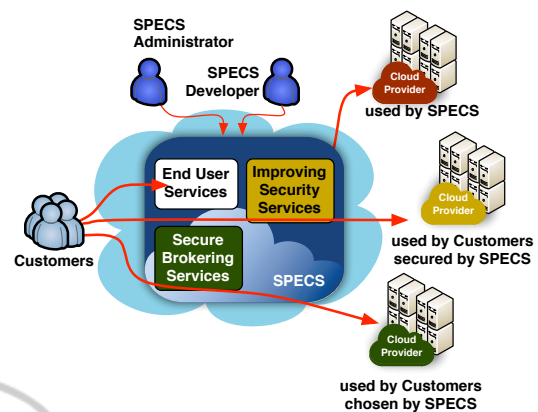 SPECS
Administrator
SPECS
Developer
Cloud
Provider
used by SPECS
End User
Services
Improving
Security
Services
Cloud
Provider
used by Customers
secured by SPECS
Customers
Secure
Brokering
Services
SPECS
Cloud
Provider
used by Customers
chosen by SPECS